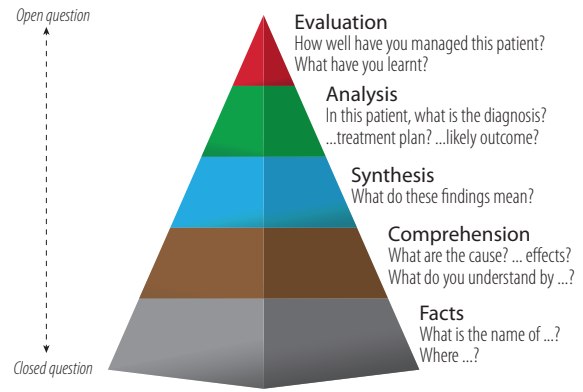 Open question
Evaluation
How well have you managed this patient?
What have you learnt?
Analysis
In this patient, what is the diagnosis?
...treatment plan? ...likely outcome?
Synthesis
What do these findings mean?
Comprehension
What are the cause? ... effects?
What do you understand by ...?
Facts
What is the name of ...?
Where ...?
Closed question